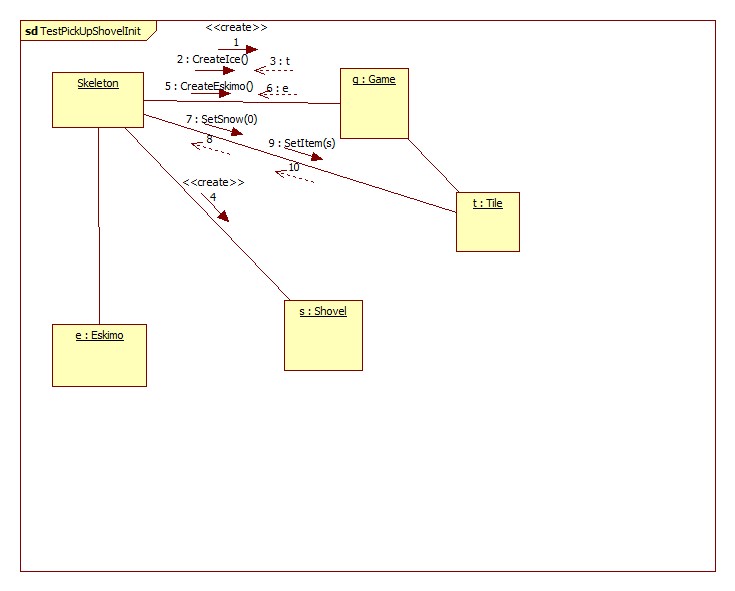 sd TestPickUpShovelInit
<<create>>
1
2 : CreateIce()
3 : t
5 : CreateEskimo()
6 : e
Skeleton
g : Game
7 : SetSnow(0)
8
9 : SetItem(s)
10
<<create>>
4
t : Tile
s : Shovel
e : Eskimo